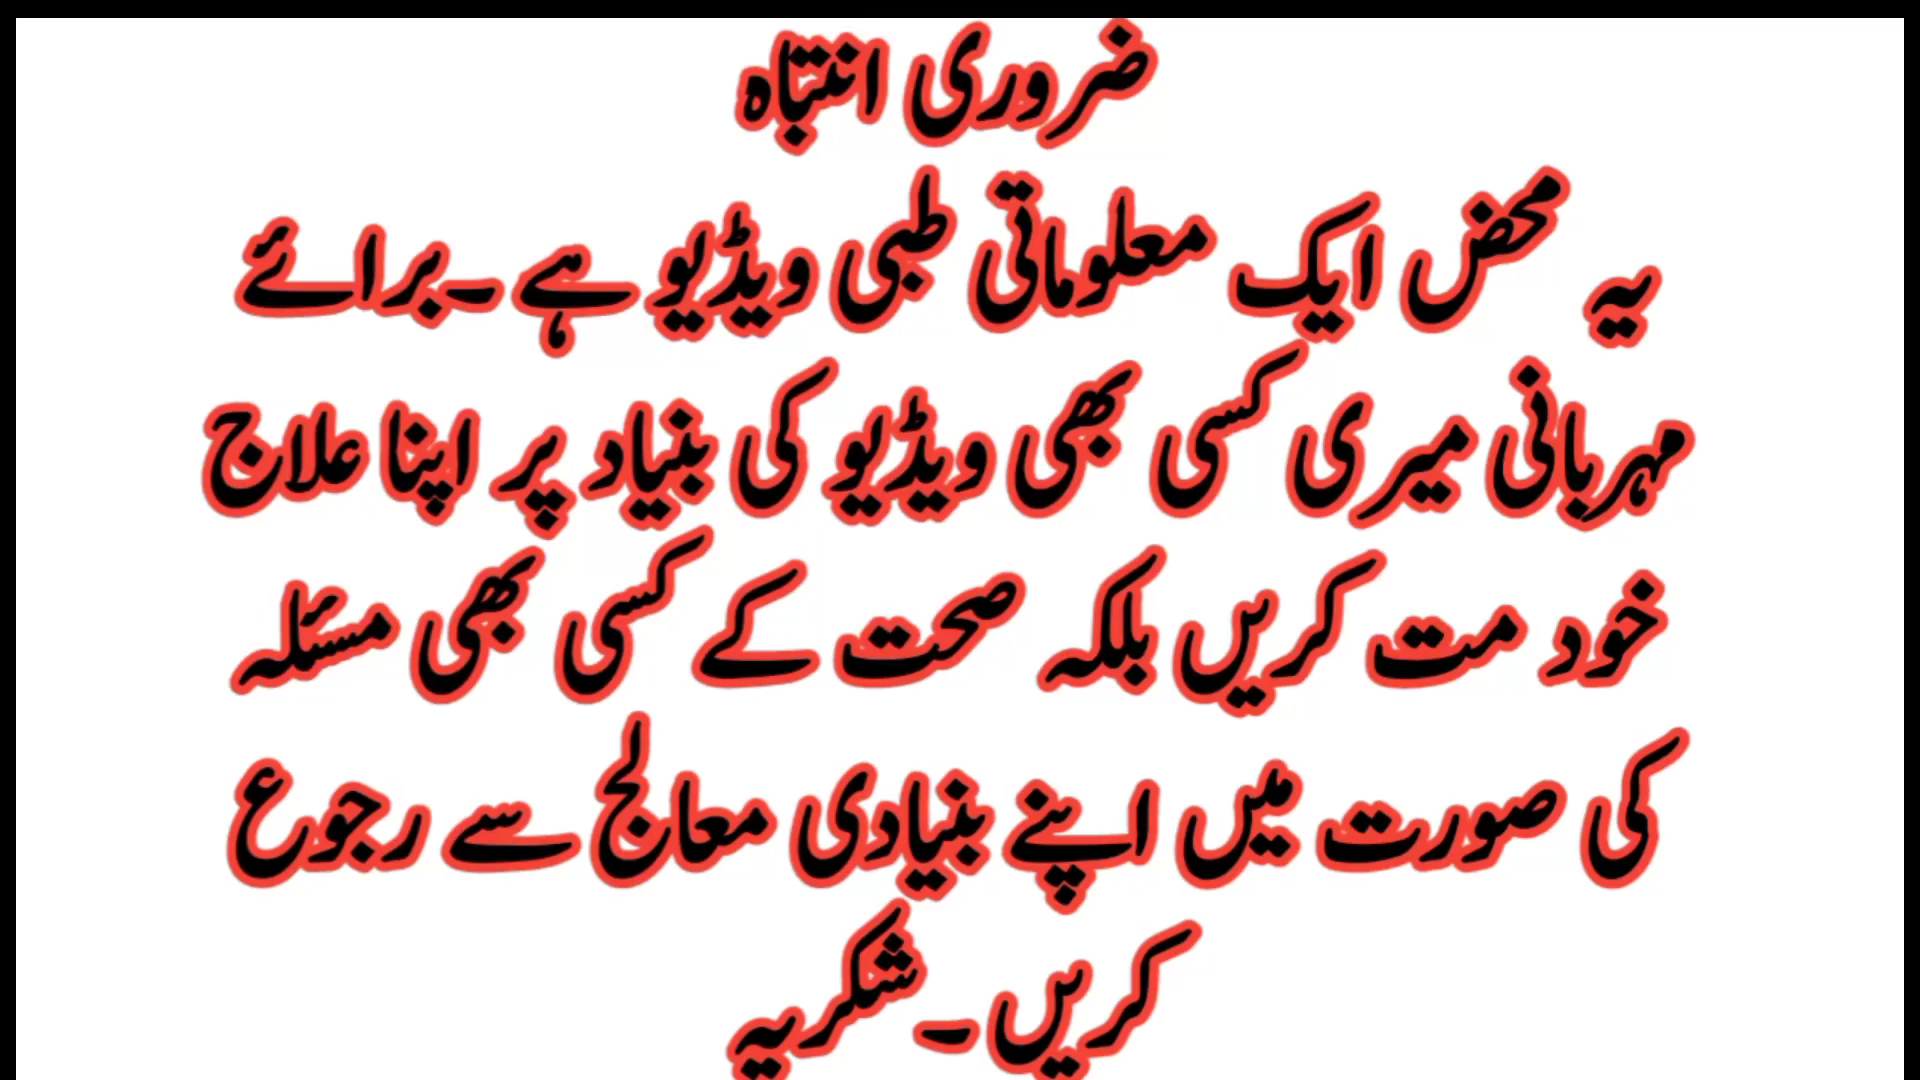 ضروری انتباہ
یہ محض ایک معلوماتی طبی ویڈیو ہے ۔برائے
مہربانی میری کسی بھی ویڈیو کی بنیاد پر اپنا علاج
خود مت کریں بلکہ صحت کے کسی بھی مسئلہ
کی صورت میں اپنے بنیادی معالج سے رجوع
کریں ۔شکریہ